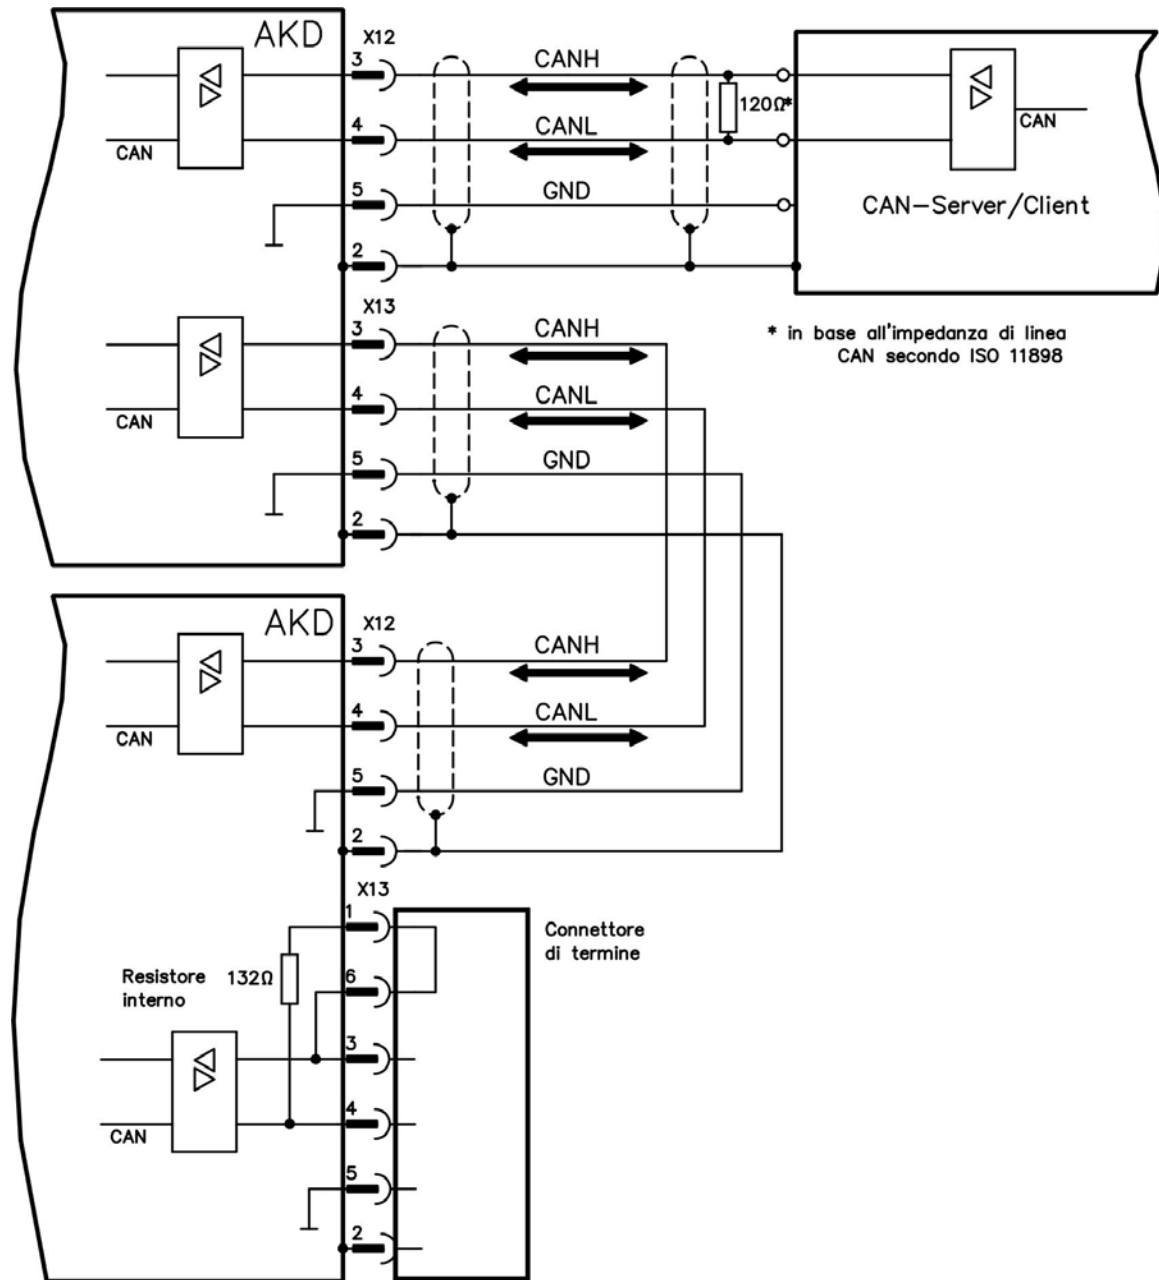 AKD
X12
3
CANH
120Ω*
CAN
4
CANL
CAN
5
GND
CAN-Server/Client
2
X13
3
CANH
* in base all'impedanza di linea
CAN secondo ISO 11898
4
CANL
CAN
5
GND
2
AKD
X12
3
CANH
4
CANL
CAN
5
GND
2
X13
1
Connettore
di termine
Resistore
interno
132Ω
6
3
4
CAN
5
2